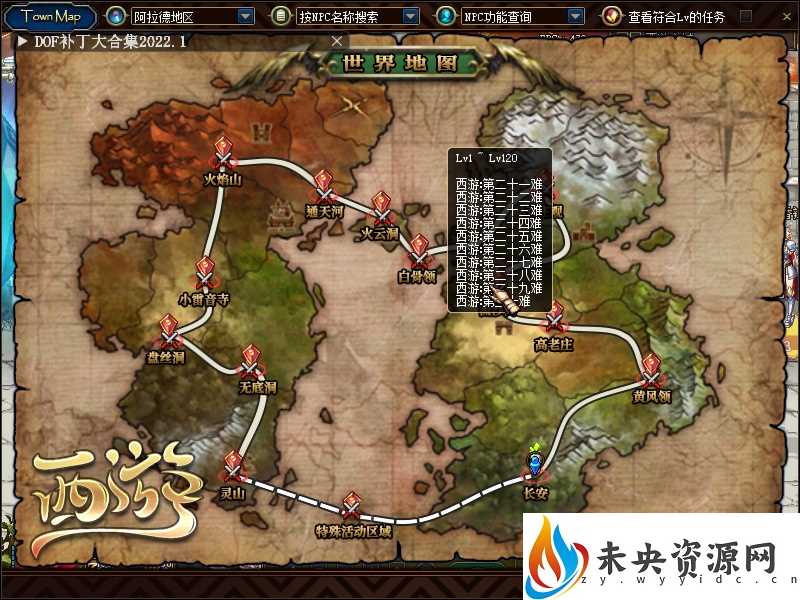 Town Map
阿拉德地区
按NPC名称搜索
NPC功能查询
查看符合Lv的任务
DOF补丁大合集2022.1
世界地图
Lv1 ~ Lv120
西游:第二十一难
西游:第二十二难
西游:第二十三难
西游:第二十四难
西游:第二十五难
西游:第二十六难
西游:第二十七难
西游:第二十八难
西游:第二十九难
西游:第三 难
火焰山
通天河
火云洞
观
白骨领
小雷音寺
高老庄
盘丝洞
无底洞
黄风领
西游
灵山
长安
特殊活动区域
未央资源网
zy.wyyidc.cn